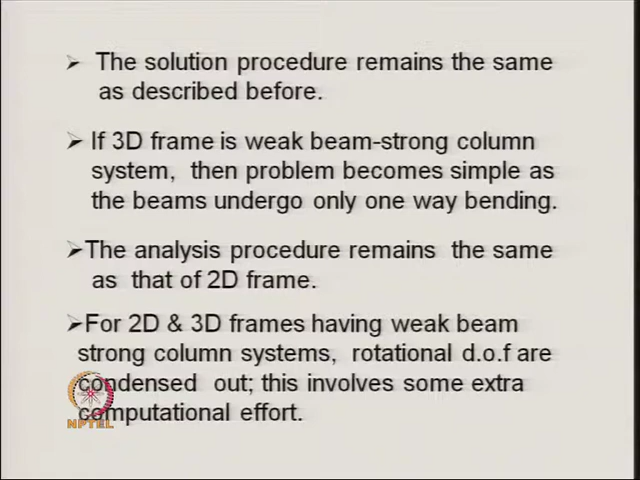 ➢ The solution procedure remains the same
as described before.
➢ If 3D frame is weak beam-strong column
system, then problem becomes simple as
the beams undergo only one way bending.
➢The analysis procedure remains the same
as that of 2D frame.
➢For 2D & 3D frames having weak beam
strong column systems, rotational d.o.f are
condensed out; this involves some extra
computational effort.
NPTEL